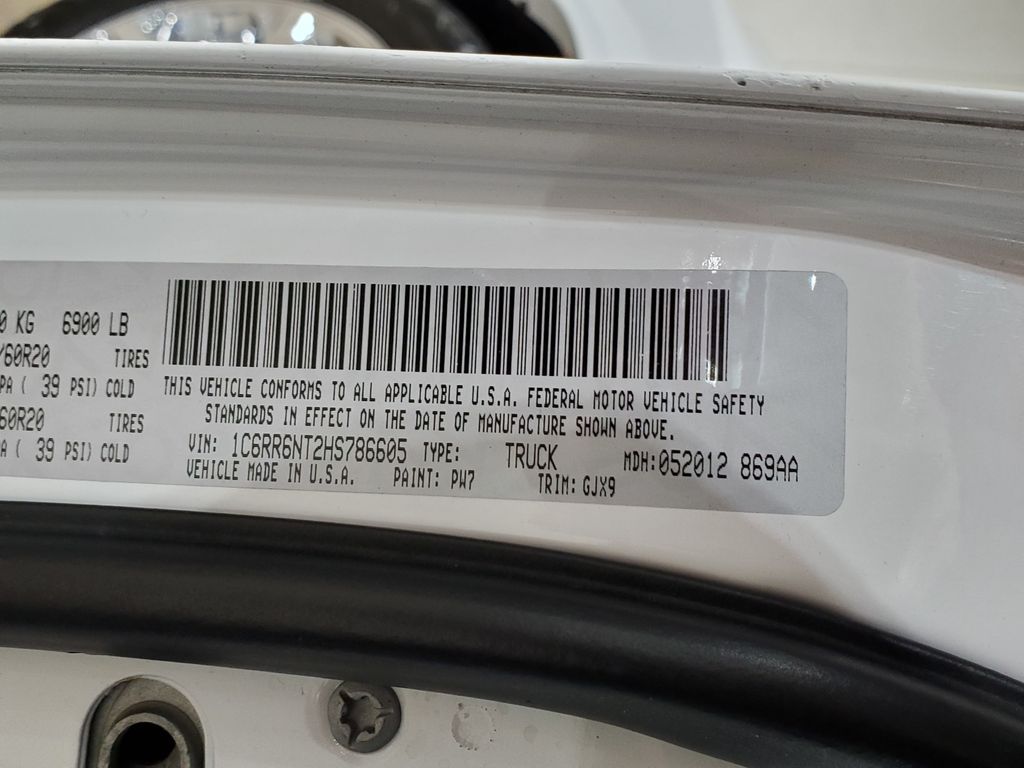 0 KG 6900 LB
/60R20 TIRES
PA ( 39 PSI) COLD
60R20 TIRES
A ( 39 PSI) COLD
THIS VEHICLE CONFORMS TO ALL APPLICABLE U.S.A. FEDERAL MOTOR VEHICLE SAFETY
STANDARDS IN EFFECT ON THE DATE OF MANUFACTURE SHOWN ABOVE.
VIN: 1C6RR6NT2HS786605 TYPE: TRUCK MDH: 052012 869AA
VEHICLE MADE IN U.S.A. PAINT: PW7 TRIM: GJX9